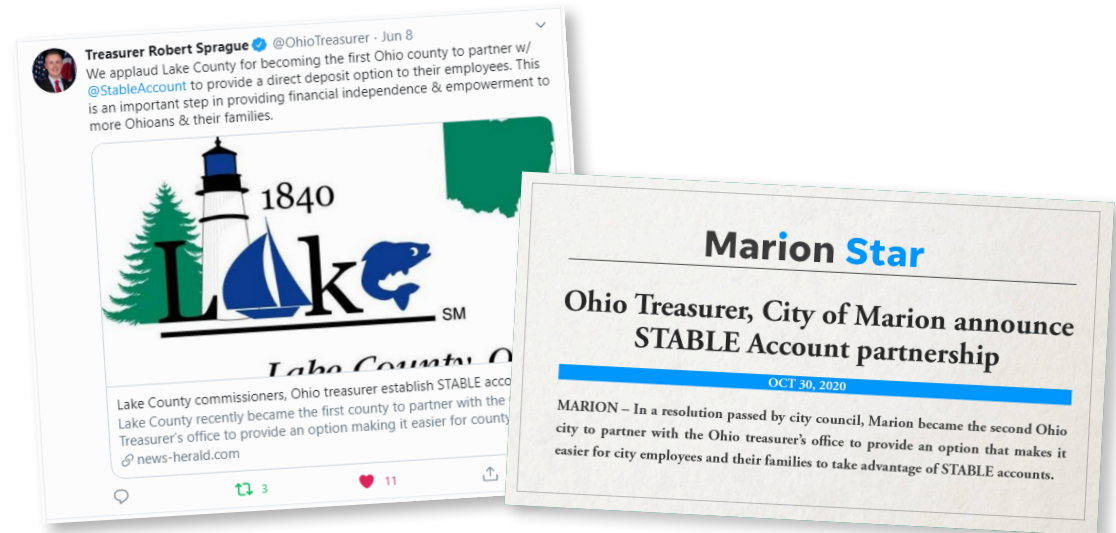 Treasurer Robert Sprague @OhioTreasurer · Jun 8
We applaud Lake County for becoming the first Ohio county to partner w/
@StableAccount to provide a direct deposit option to their employees. This
is an important step in providing financial independence & empowerment to
more Ohioans & their families.
1840
Lake
SM
Lake County, O
Lake County commissioners, Ohio treasurer establish STABLE acco
Lake County recently became the first county to partner with the
Treasurer's office to provide an option making it easier for county
news-herald.com
3
11
Marion Star
Ohio Treasurer, City of Marion announce
STABLE Account partnership
OCT 30, 2020
MARION – In a resolution passed by city council, Marion became the second Ohio
city to partner with the Ohio treasurer's office to provide an option that makes it
easier for city employees and their families to take advantage of STABLE accounts.